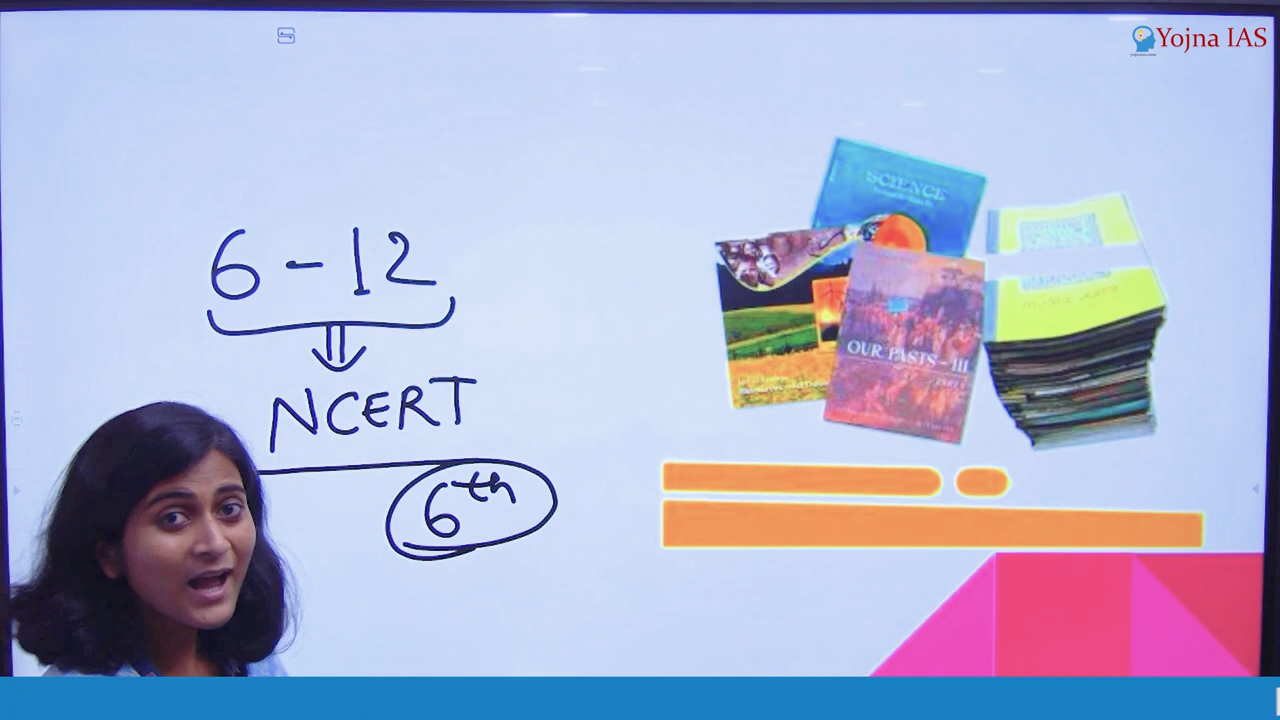 Yojna IAS
6 - 12
NCERT
6th
SCIENCE
OUR PASTS - III